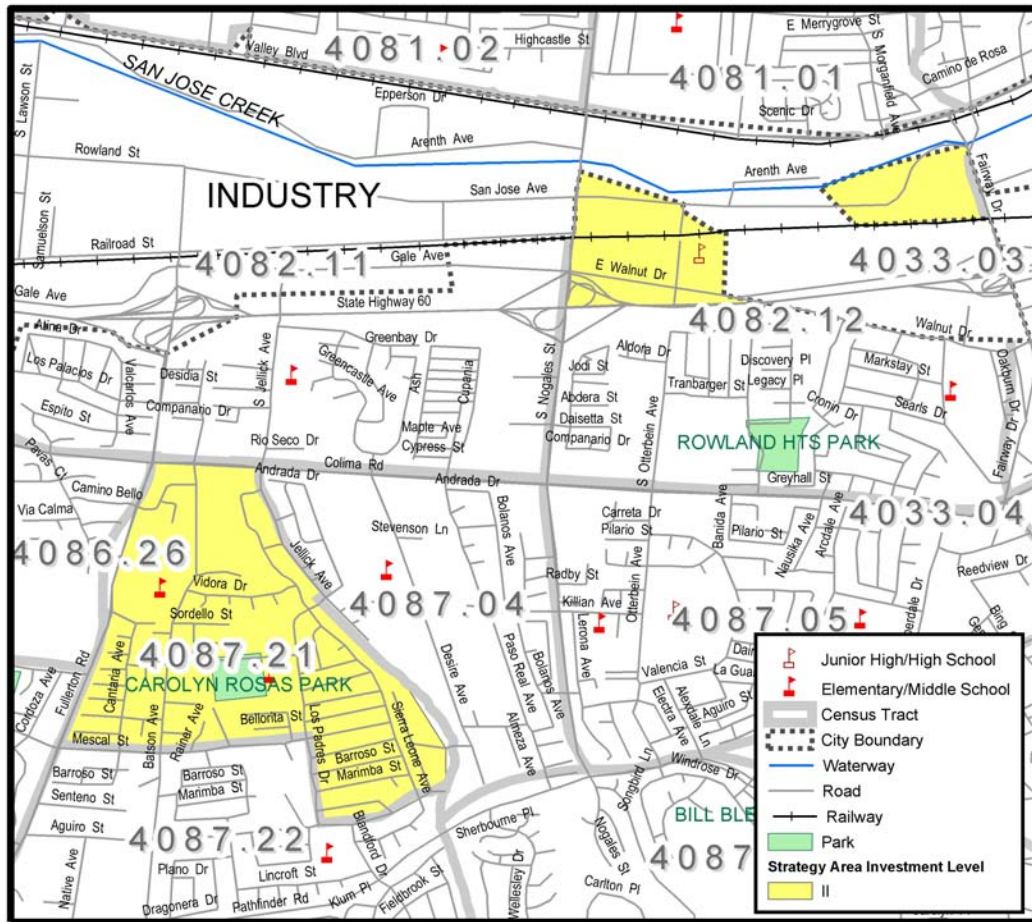 E Merrygrove St
Highcastle St
4081.02
Valley Blvd
S Morganfield Av
Camino de Rosa
4081.01
SAN JOSE CREEK
S Lawson St
Epperson Dr
Scenic Dr
Arenth Ave
Rowland St
Arenth Ave
Fairway Dr
INDUSTRY
San Jose Ave
Samuelson St
Railroad St
4082.11
Gale Ave
E Walnut Dr
4033.03
Gale Ave
State Highway 60
4082.12
Alina Dr
Walnut Dr
Greenbay Dr
Los Palacios Dr
Valcarlos Ave
Desidia St
S Jellick Ave
Greencastle Ave
Ash
Cupania
S Nogales St
Jodi St
Aldora Dr
Discovery Pl
Markstay St
Oakburn Dr
Tranbarger St
Legacy Pl
Abdera St
Espito St
Companario Dr
Daisetta St
Cronin Dr
Searls Dr
Maple Ave
Cypress St
Companario Dr
S Otterbein Ave
ROWLAND HTS PARK
Rio Seco Dr
Fairway Dr
Pavas Ct
Colima Rd
Andrada Dr
Andrada Dr
Greyhall St
Camino Bello
Via Calma
Stevenson Ln
Bolanos Ave
Carreta Dr
Pilario St
Banida Ave
Pilario St
Nausika Ave
Arcdale Ave
4033.04
4086.26
Jellick Ave
Radby St
Reedview Dr
Vidora Dr
Killian Ave
Otterbein Ave
Sordello St
4087.04
4087.05
Lerona Ave
4087.21
CAROLYN ROSAS PARK
Cordoza Ave
Fullerton Rd
Cantaria Ave
Desire Ave
Paso Real Ave
Bolanos
Valencia St
La Gua
Electra Ave
Alexdale Ln
Aguiro St
Batson Ave
Rainer Ave
Bellorita St
Los Padres Dr
Sierra Leone Ave
Almeza Ave
Mescal St
Barroso St
Marimba St
Barroso St
Barroso St
Marimba St
Senteno St
Songbird Ln
Windrose Dr
Aguiro St
4087.22
Blandford Dr
Sherbourne Pl
BILL BLE
Native Ave
Plano Dr
Lincroft St
Nogales St
4087
Dragonera Dr
Pathfinder Rd
Klum Pl
Fieldbrook St
Wellesley Dr
Carlton Pl
Junior High/High School
Elementary/Middle School
Census Tract
City Boundary
Waterway
Road
Railway
Park
Strategy Area Investment Level
II